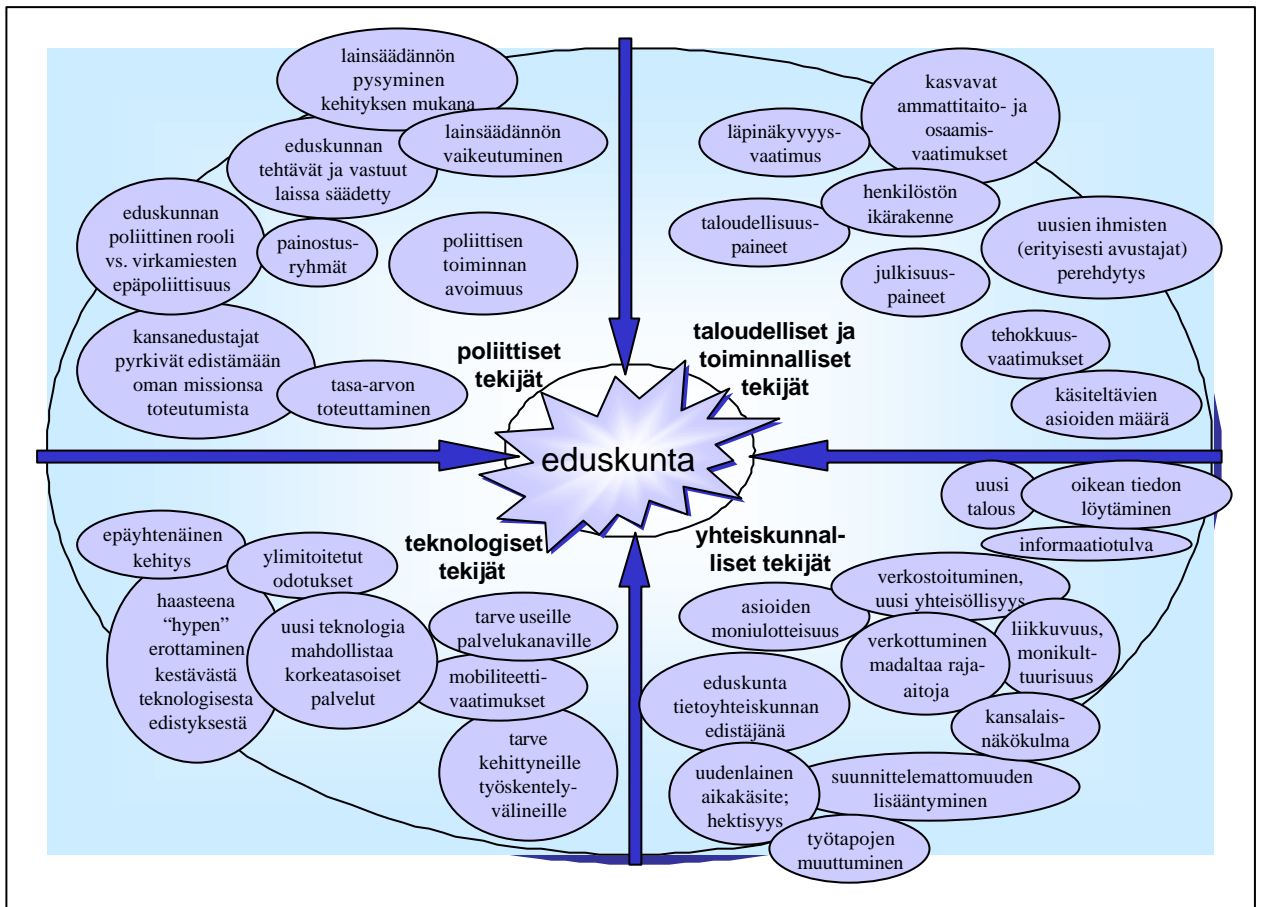 lainsäädännön
pysyminen
kehityksen mukana
lainsäädännön
vaikeutuminen
eduskunnan
tehtävät ja vastuut
laissa säädetty
eduskunnan
poliittinen rooli
vs. virkamiesten
epäpoliittisuus
painostus-
ryhmät
poliittisen
toiminnan
avoimuus
kansanedustajat
pyrkivät edistämään
oman missionsa
toteutumista
tasa-arvon
toteuttaminen
poliittiset
tekijät
kasvavat
ammattitaito- ja
osaamis-
vaatimukset
läpinäkyvyys-
vaatimus
henkilöstön
ikärakenne
taloudellisuus-
paineet
uusien ihmisten
(erityisesti avustajat)
perehdytys
julkisuus-
paineet
tehokkuus-
vaatimukset
käsiteltävien
asioiden määrä
taloudelliset ja
toiminnalliset
tekijät
eduskunta
teknologiset
tekijät
epäyhtenäinen
kehitys
ylimitoitetut
odotukset
haasteena
“hypen”
erottaminen
kestävästä
teknologisesta
edistyksestä
uusi teknologia
mahdollistaa
korkeatasoiset
palvelut
tarve useille
palvelukanaville
mobiliteetti-
vaatimukset
tarve
kehittyneille
työskentely-
välineille
yhteiskunnal-
liset tekijät
uusi
talous
oikean tiedon
löytäminen
informaatiotulva
verkostoituminen,
uusi yhteisöllisyys
asioiden
moniulotteisuus
verkottuminen
madaltaa raja-
aitoja
liikkuvuus,
monikult-
tuurisuus
eduskunta
tietoyhteiskunnan
edistäjänä
kansalais-
näkökulma
uudenlainen
aikakäsite;
hektisyys
suunnittelemattomuuden
lisääntyminen
työtapojen
muuttuminen